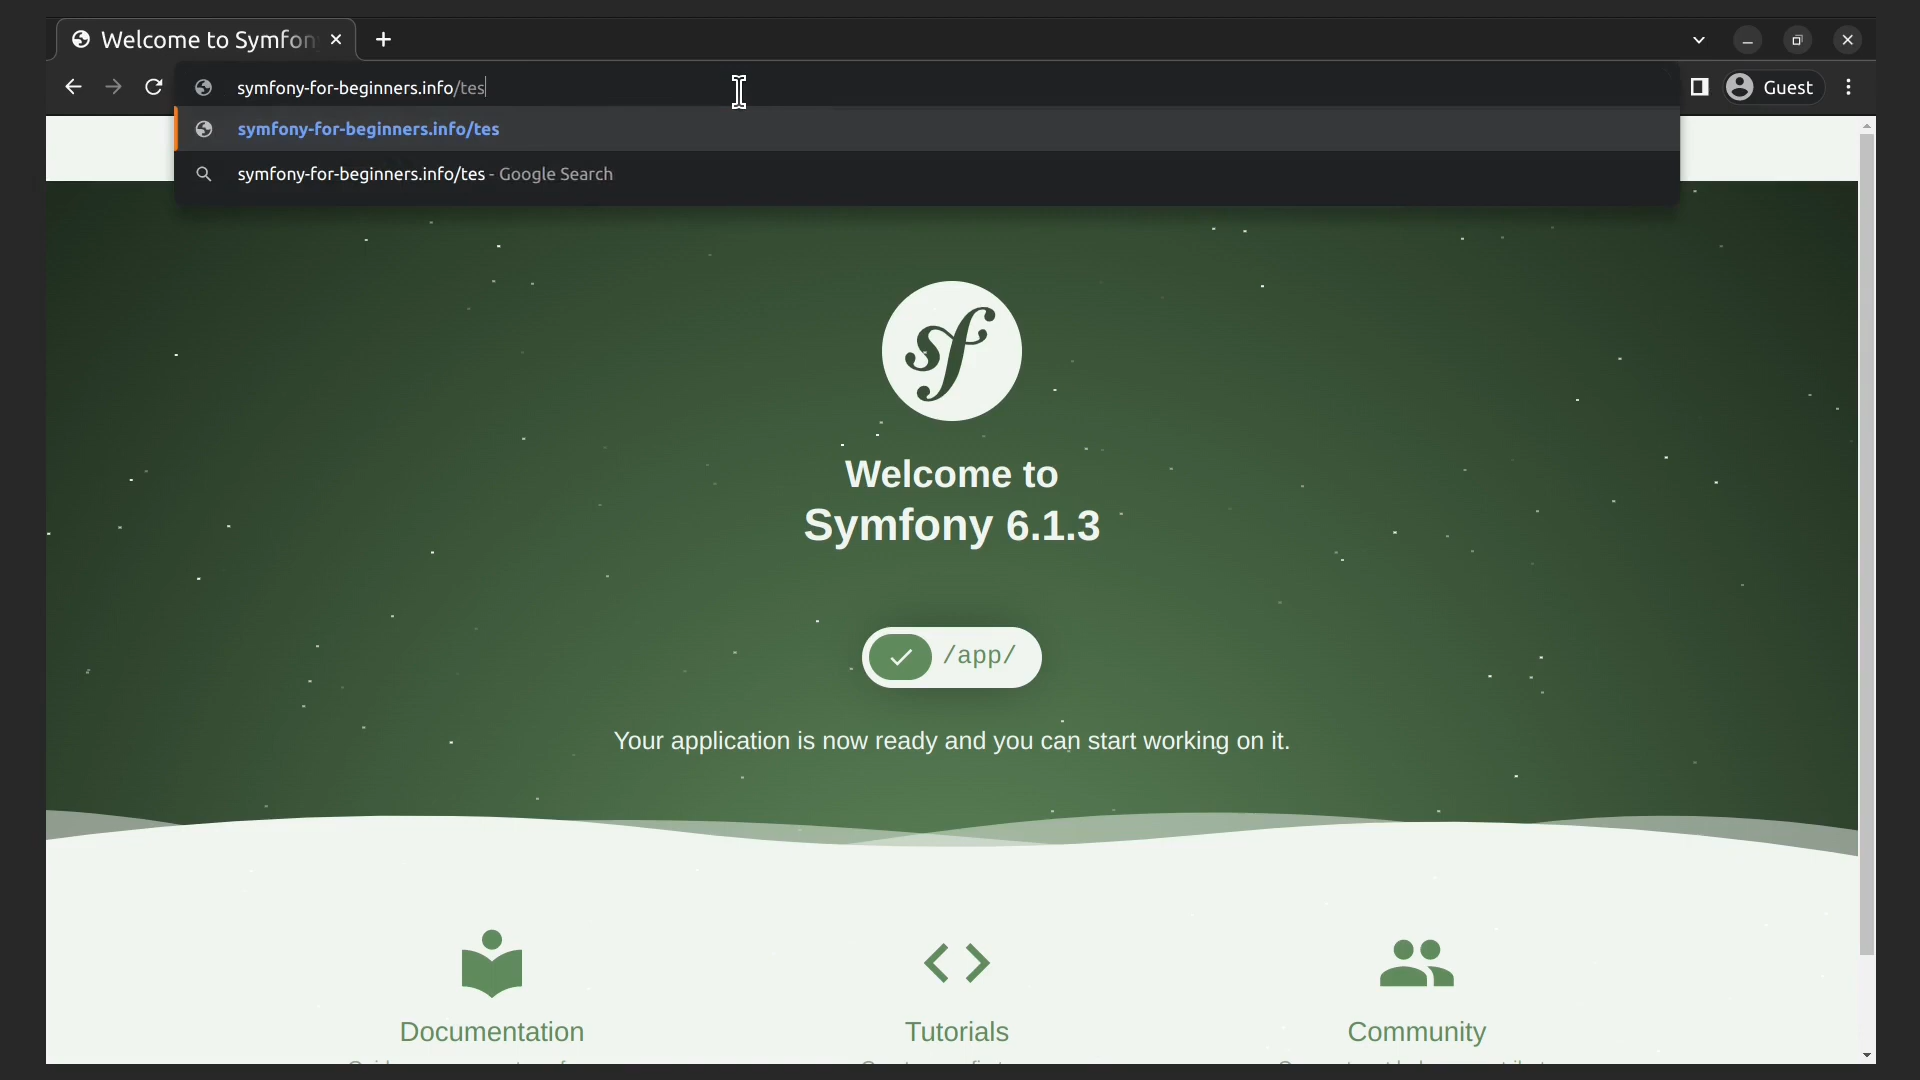 Welcome to Symfon
Guest
symfony-for-beginners.info/tes
symfony-for-beginners.info/tes
symfony-for-beginners.info/tes - Google Search
sf
Welcome to
Symfony 6.1.3
/app/
Your application is now ready and you can start working on it.
Documentation
Tutorials
Community